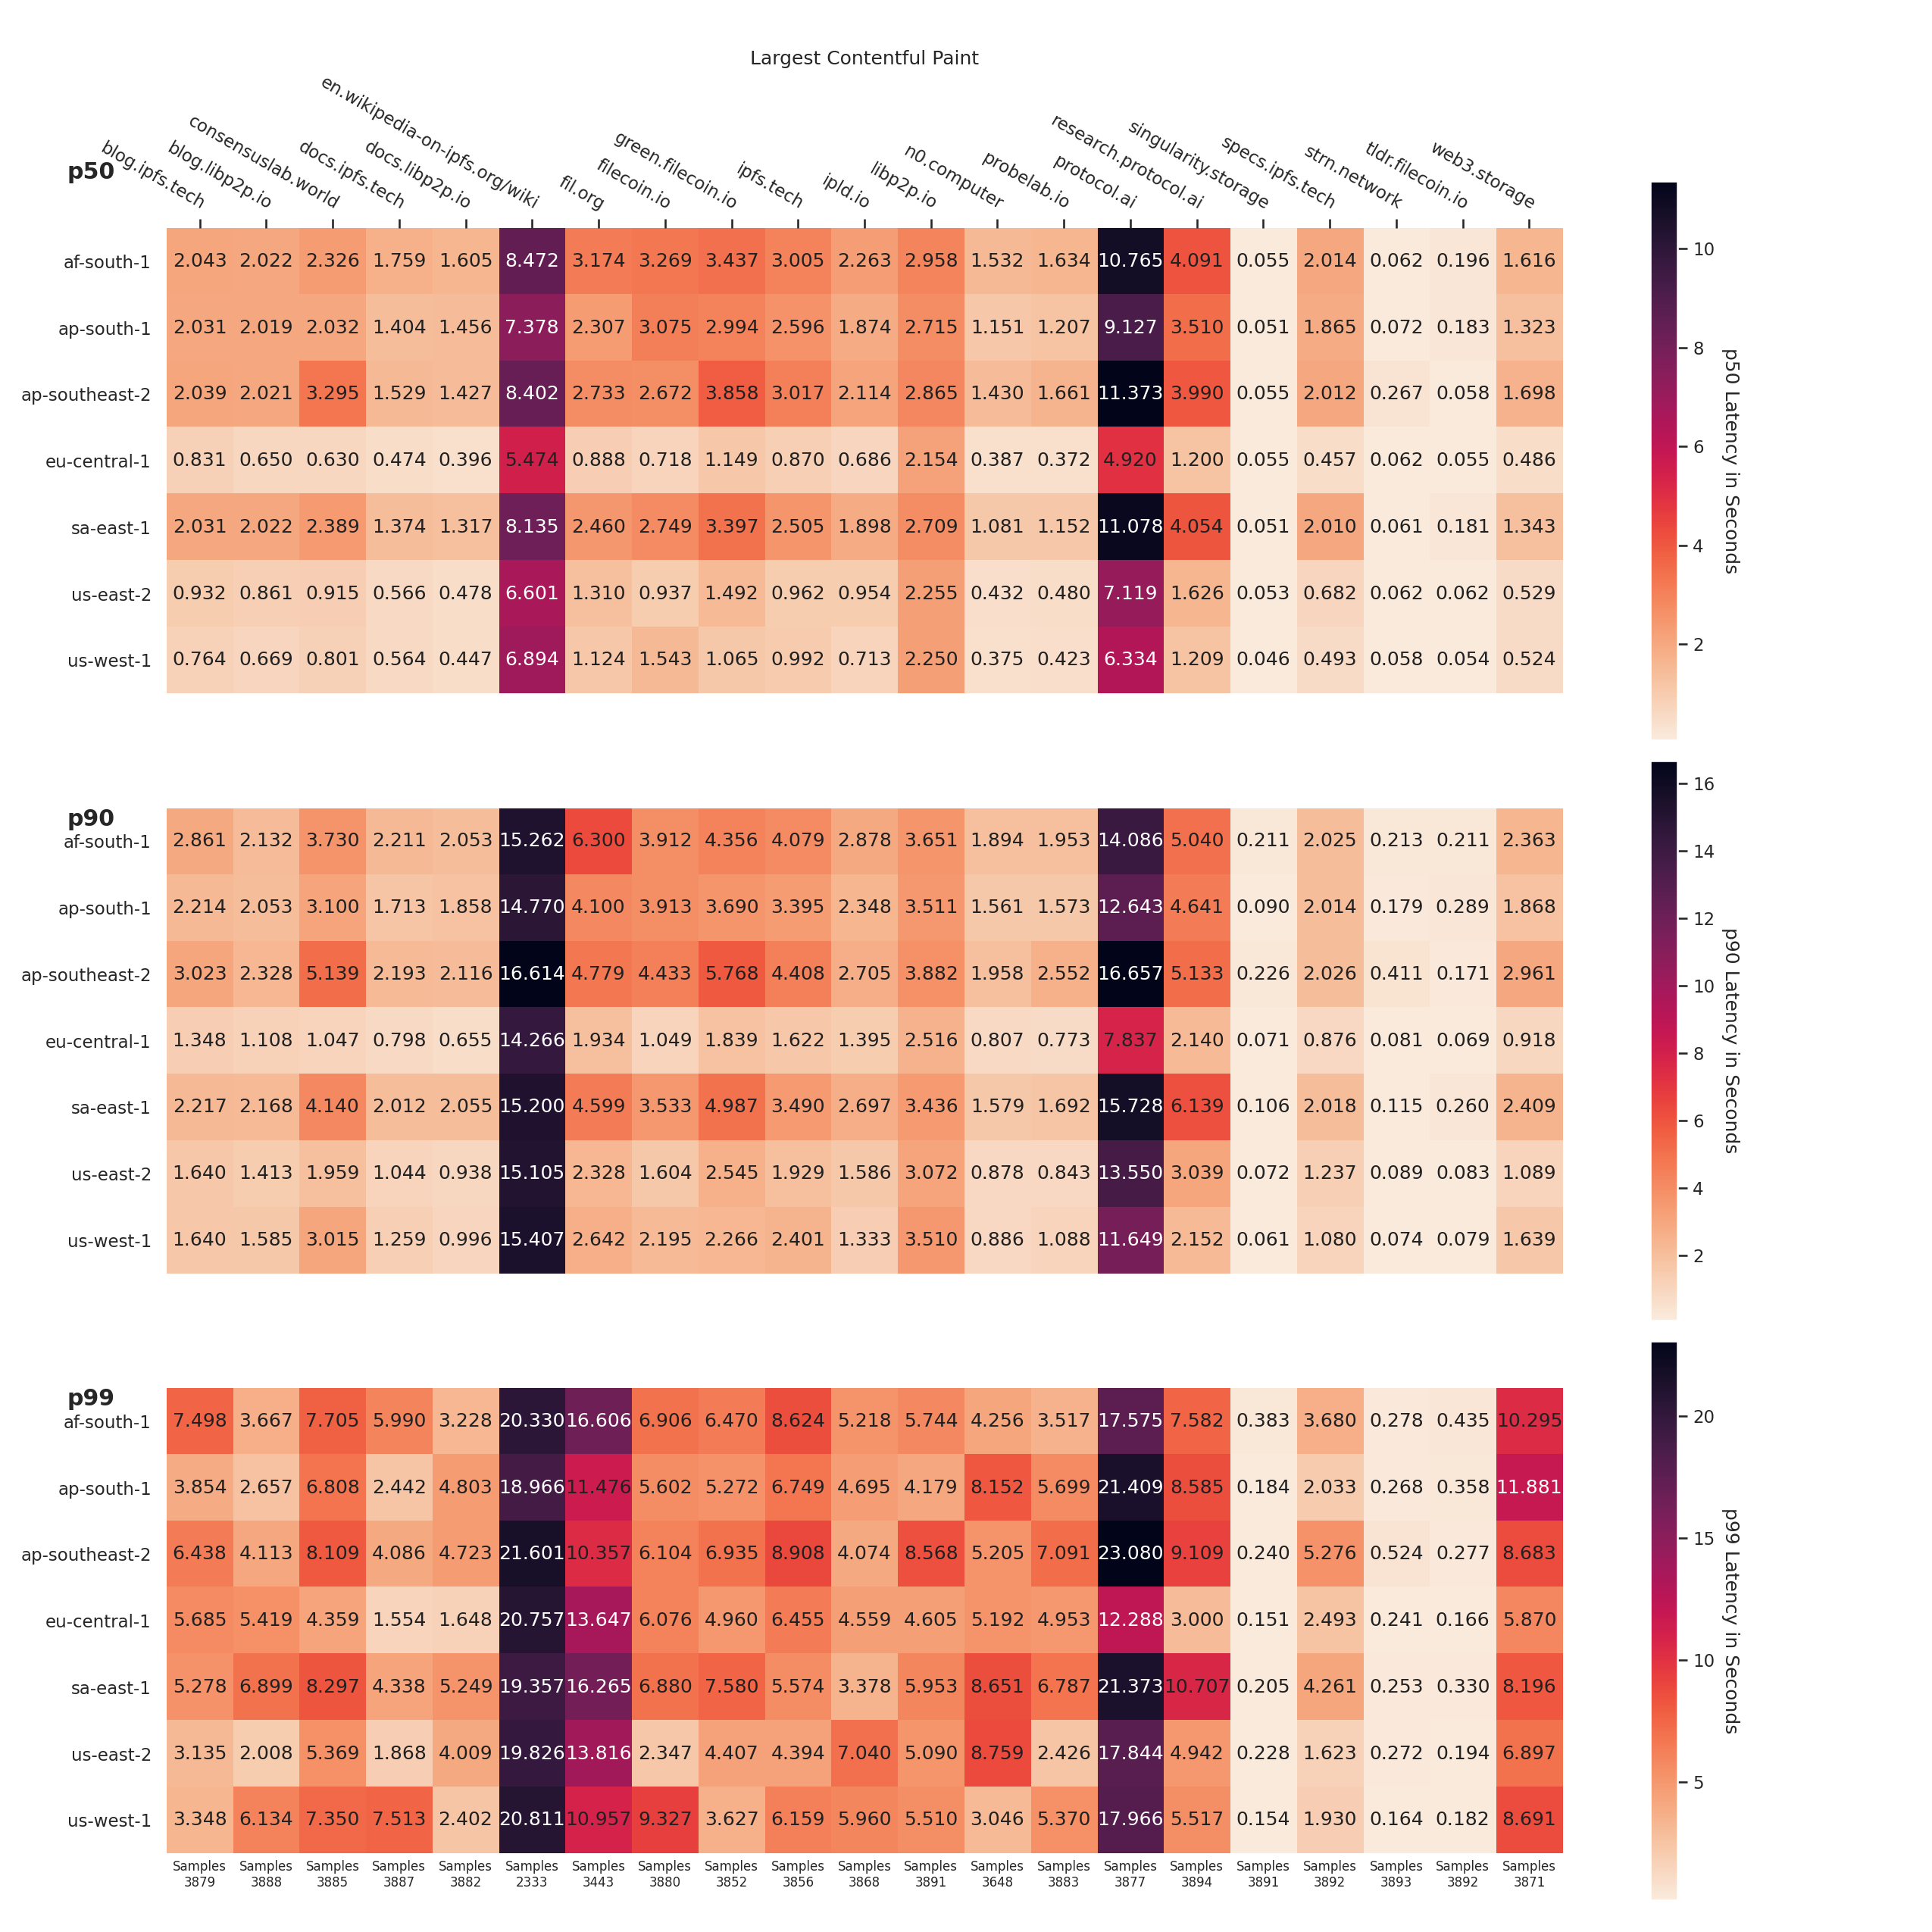 Largest Contentful Paint
blog.ipfs.tech
blog.libp2p.io
consensuslab.world
docs.ipfs.tech
docs.libp2p.io
en.wikipedia-on-ipfs.org/wiki
fil.org
filecoin.io
green.filecoin.io
ipfs.tech
ipld.io
libp2p.io
n0.computer
probelab.io
protocol.ai
research.protocol.ai
singularity.storage
specs.ipfs.tech
strn.network
tldr.filecoin.io
web3.storage
p50
af-south-1 2.043 2.022 2.326 1.759 1.605 8.472 3.174 3.269 3.437 3.005 2.263 2.958 1.532 1.634 10.765 4.091 0.055 2.014 0.062 0.196 1.616
ap-south-1 2.031 2.019 2.032 1.404 1.456 7.378 2.307 3.075 2.994 2.596 1.874 2.715 1.151 1.207 9.127 3.510 0.051 1.865 0.072 0.183 1.323
ap-southeast-2 2.039 2.021 3.295 1.529 1.427 8.402 2.733 2.672 3.858 3.017 2.114 2.865 1.430 1.661 11.373 3.990 0.055 2.012 0.267 0.058 1.698
eu-central-1 0.831 0.650 0.630 0.474 0.396 5.474 0.888 0.718 1.149 0.870 0.686 2.154 0.387 0.372 4.920 1.200 0.055 0.457 0.062 0.055 0.486
sa-east-1 2.031 2.022 2.389 1.374 1.317 8.135 2.460 2.749 3.397 2.505 1.898 2.709 1.081 1.152 11.078 4.054 0.051 2.010 0.061 0.181 1.343
us-east-2 0.932 0.861 0.915 0.566 0.478 6.601 1.310 0.937 1.492 0.962 0.954 2.255 0.432 0.480 7.119 1.626 0.053 0.682 0.062 0.062 0.529
us-west-1 0.764 0.669 0.801 0.564 0.447 6.894 1.124 1.543 1.065 0.992 0.713 2.250 0.375 0.423 6.334 1.209 0.046 0.493 0.058 0.054 0.524
10
8
6
4
2
p50 Latency in Seconds
p90
af-south-1 2.861 2.132 3.730 2.211 2.053 15.262 6.300 3.912 4.356 4.079 2.878 3.651 1.894 1.953 14.086 5.040 0.211 2.025 0.213 0.211 2.363
ap-south-1 2.214 2.053 3.100 1.713 1.858 14.770 4.100 3.913 3.690 3.395 2.348 3.511 1.561 1.573 12.643 4.641 0.090 2.014 0.179 0.289 1.868
ap-southeast-2 3.023 2.328 5.139 2.193 2.116 16.614 4.779 4.433 5.768 4.408 2.705 3.882 1.958 2.552 16.657 5.133 0.226 2.026 0.411 0.171 2.961
eu-central-1 1.348 1.108 1.047 0.798 0.655 14.266 1.934 1.049 1.839 1.622 1.395 2.516 0.807 0.773 7.837 2.140 0.071 0.876 0.081 0.069 0.918
sa-east-1 2.217 2.168 4.140 2.012 2.055 15.200 4.599 3.533 4.987 3.490 2.697 3.436 1.579 1.692 15.728 6.139 0.106 2.018 0.115 0.260 2.409
us-east-2 1.640 1.413 1.959 1.044 0.938 15.105 2.328 1.604 2.545 1.929 1.586 3.072 0.878 0.843 13.550 3.039 0.072 1.237 0.089 0.083 1.089
us-west-1 1.640 1.585 3.015 1.259 0.996 15.407 2.642 2.195 2.266 2.401 1.333 3.510 0.886 1.088 11.649 2.152 0.061 1.080 0.074 0.079 1.639
16
14
12
10
8
6
4
2
p90 Latency in Seconds
p99
af-south-1 7.498 3.667 7.705 5.990 3.228 20.330 16.606 6.906 6.470 8.624 5.218 5.744 4.256 3.517 17.575 7.582 0.383 3.680 0.278 0.435 10.295
ap-south-1 3.854 2.657 6.808 2.442 4.803 18.966 11.476 5.602 5.272 6.749 4.695 4.179 8.152 5.699 21.409 8.585 0.184 2.033 0.268 0.358 11.881
ap-southeast-2 6.438 4.113 8.109 4.086 4.723 21.601 10.357 6.104 6.935 8.908 4.074 8.568 5.205 7.091 23.080 9.109 0.240 5.276 0.524 0.277 8.683
eu-central-1 5.685 5.419 4.359 1.554 1.648 20.757 13.647 6.076 4.960 6.455 4.559 4.605 5.192 4.953 12.288 3.000 0.151 2.493 0.241 0.166 5.870
sa-east-1 5.278 6.899 8.297 4.338 5.249 19.357 16.265 6.880 7.580 5.574 3.378 5.953 8.651 6.787 21.373 10.707 0.205 4.261 0.253 0.330 8.196
us-east-2 3.135 2.008 5.369 1.868 4.009 19.826 13.816 2.347 4.407 4.394 7.040 5.090 8.759 2.426 17.844 4.942 0.228 1.623 0.272 0.194 6.897
us-west-1 3.348 6.134 7.350 7.513 2.402 20.811 10.957 9.327 3.627 6.159 5.960 5.510 3.046 5.370 17.966 5.517 0.154 1.930 0.164 0.182 8.691
20
15
10
5
p99 Latency in Seconds
Samples Samples Samples Samples Samples Samples Samples Samples Samples Samples Samples Samples Samples Samples Samples Samples Samples Samples Samples Samples Samples
3879 3888 3885 3887 3882 2333 3443 3880 3852 3856 3868 3891 3648 3883 3877 3894 3891 3892 3893 3892 3871